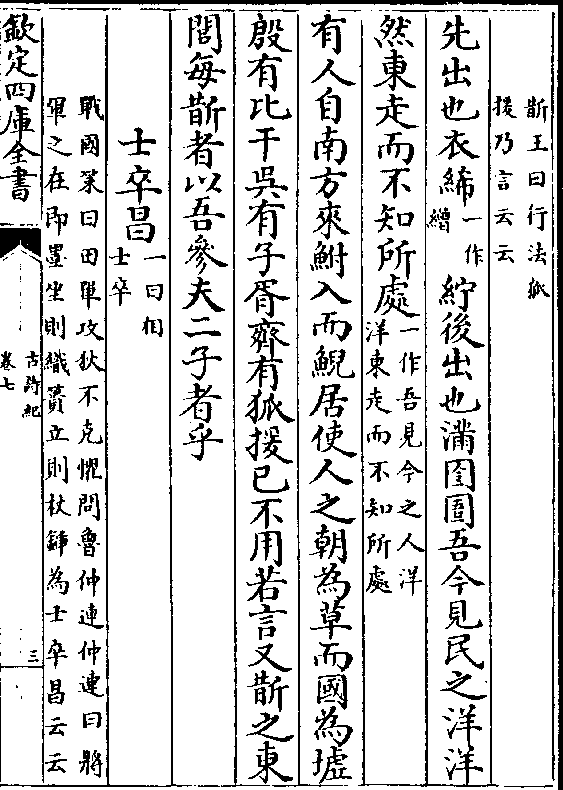 斮王曰行法狐
援乃言云云
先出也衣絺一作繒紵後出也滿囹圄吾今見民之洋洋
然東走而不知所處一作吾見今之人洋洋東走而不知所處
有人自南方來鮒入而鯢居使人之朝為草而國為墟
殷有比干吳有子胥齊有狐援已不用若言又斮之東
閭每斮者以吾參夫二子者乎
士卒昌一曰相士卒
戰國策曰田單攻狄不克懼問魯仲連仲連曰將
軍之在即墨坐則織蕢立則杖鍤為士卒昌云云
欽定四庫全書
古詩紀
卷七
三